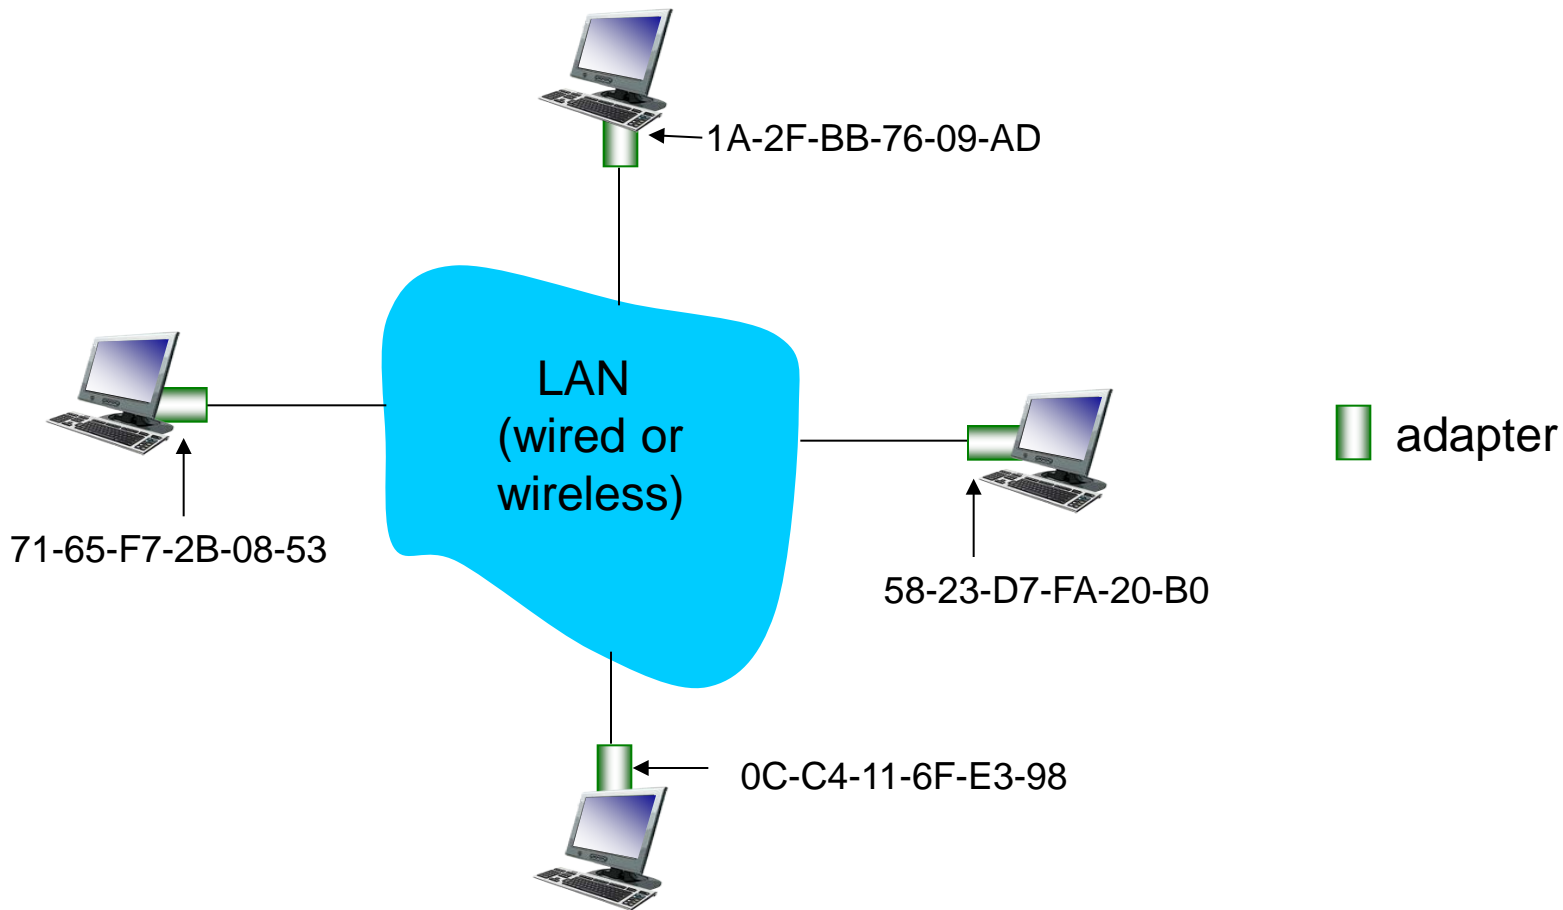 1A-2F-BB-76-09-AD
LAN
(wired or
wireless)
adapter
71-65-F7-2B-08-53
58-23-D7-FA-20-B0
0C-C4-11-6F-E3-98